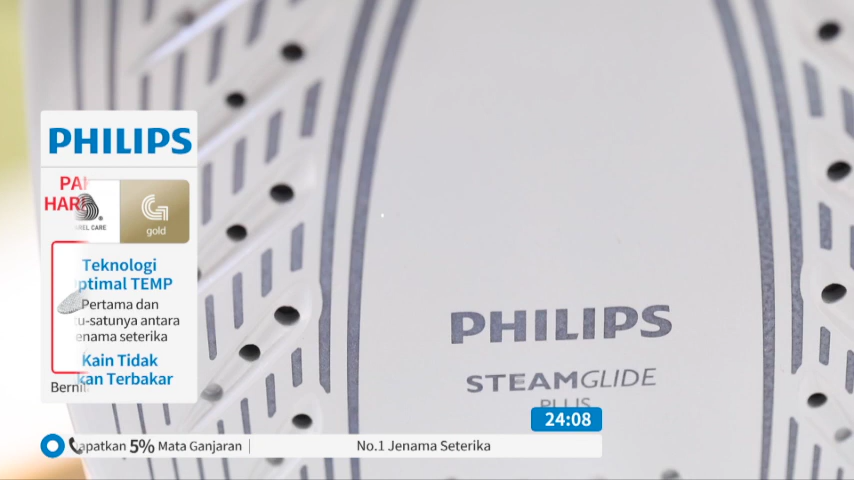 PHILIPS
gold
Teknologi
ptimal TEMP
Pertama dan
u-satunya antara
enama seterika
Kain Tidak
kan Terbakar
PHILIPS
STEAMGLIDE
PLUS
24:08
apatkan 5% Mata Ganjaran
No.1 Jenama Seterika